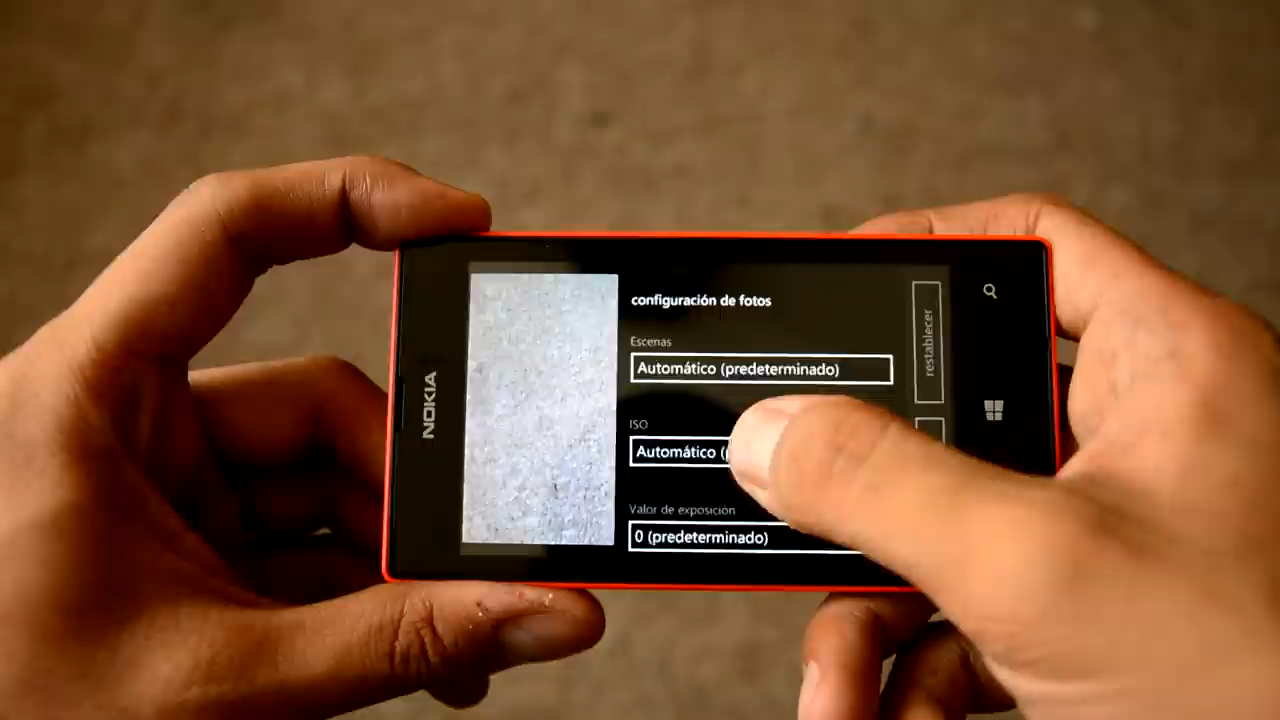 NOKIA
configuración de fotos
Escenas
Automático (predeterminado)
restablecer
ISO
Automático (
Valor de exposición
0 (predeterminado)